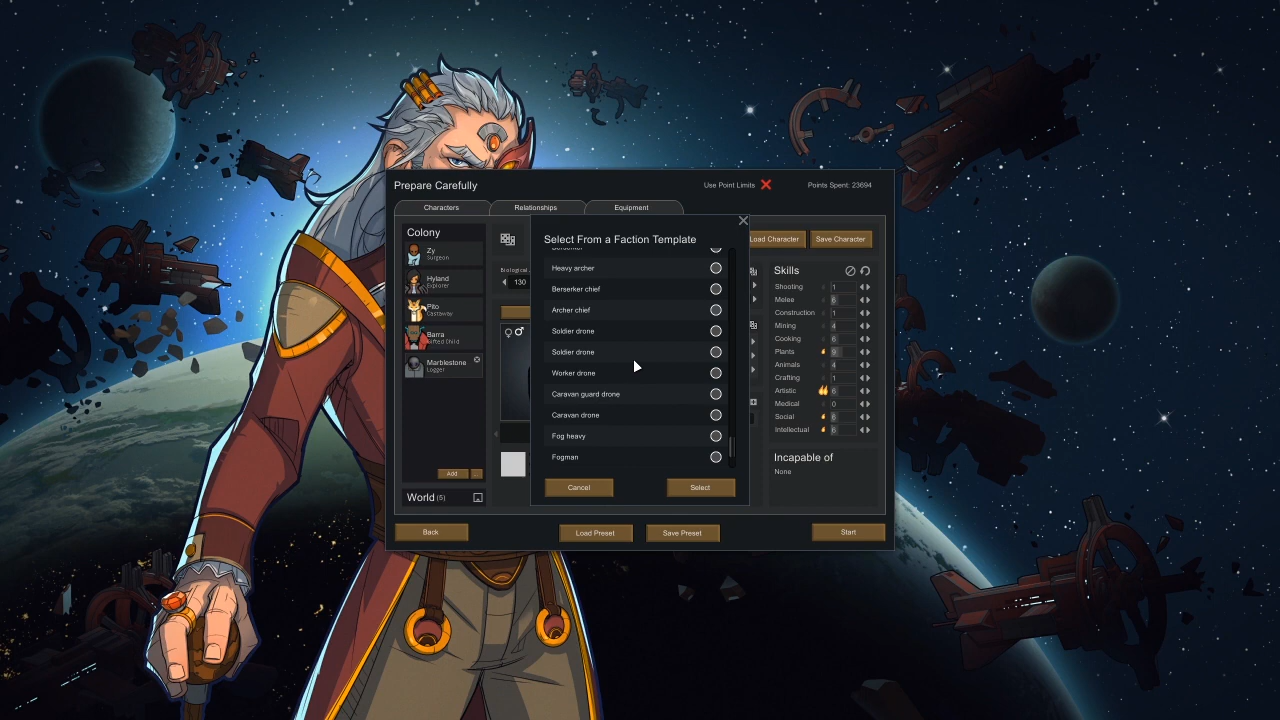 Prepare Carefully
Use Point Limits
Points Spent: 23694
Characters
Relationships
Equipment
Colony
Zy
Surgeon
Hyland
Explorer
Pito
Castaway
Barra
Gifted Child
Marblestone
Logger
Add
World (5)
Biological
130
Select From a Faction Template
Heavy archer
Berserker chief
Archer chief
Soldier drone
Soldier drone
Worker drone
Caravan guard drone
Caravan drone
Fog heavy
Fogman
Cancel
Select
Load Character
Save Character
Skills
Shooting 1
Melee 6
Construction 1
Mining 4
Cooking 6
Plants 9
Animals 4
Crafting 1
Artistic 6
Medical 0
Social 6
Intellectual 6
Incapable of
None
Back
Load Preset
Save Preset
Start